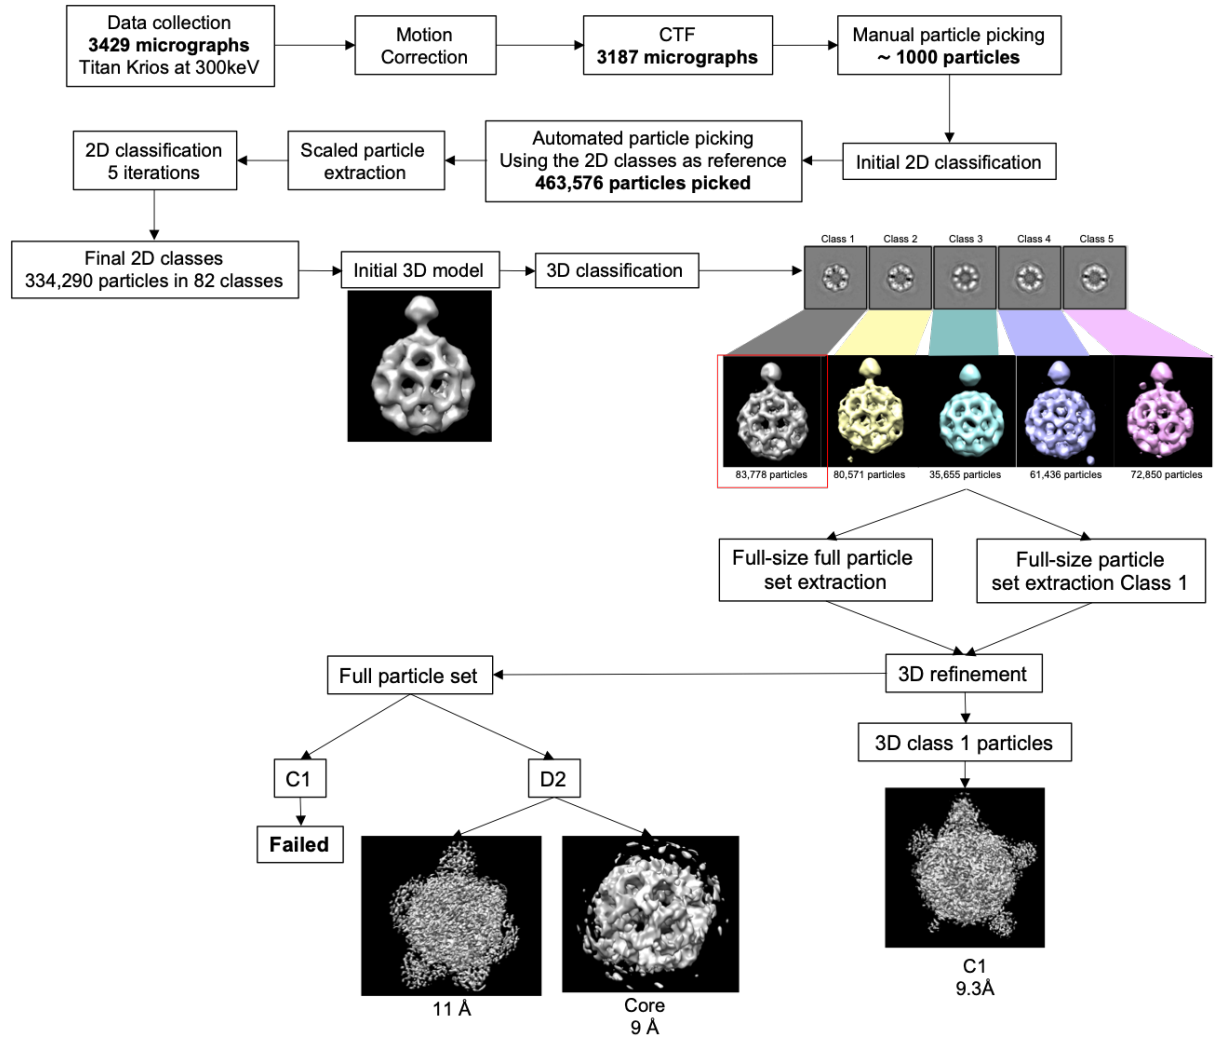 Data collection
3429 micrographs
Titan Krios at 300keV
Motion
Correction
CTF
3187 micrographs
Manual particle picking
~ 1000 particles
2D classification
5 iterations
Scaled particle
extraction
Automated particle picking
Using the 2D classes as reference
463,576 particles picked
Initial 2D classification
Final 2D classes
334,290 particles in 82 classes
Initial 3D model
3D classification
Class 1
Class 2
Class 3
Class 4
Class 5
83,778 particles
80,571 particles
35,655 particles
61,436 particles
72,850 particles
Full-size full particle
set extraction
Full-size particle
set extraction Class 1
Full particle set
3D refinement
3D class 1 particles
C1
D2
Failed
11 Å
Core
9 Å
C1
9.3Å